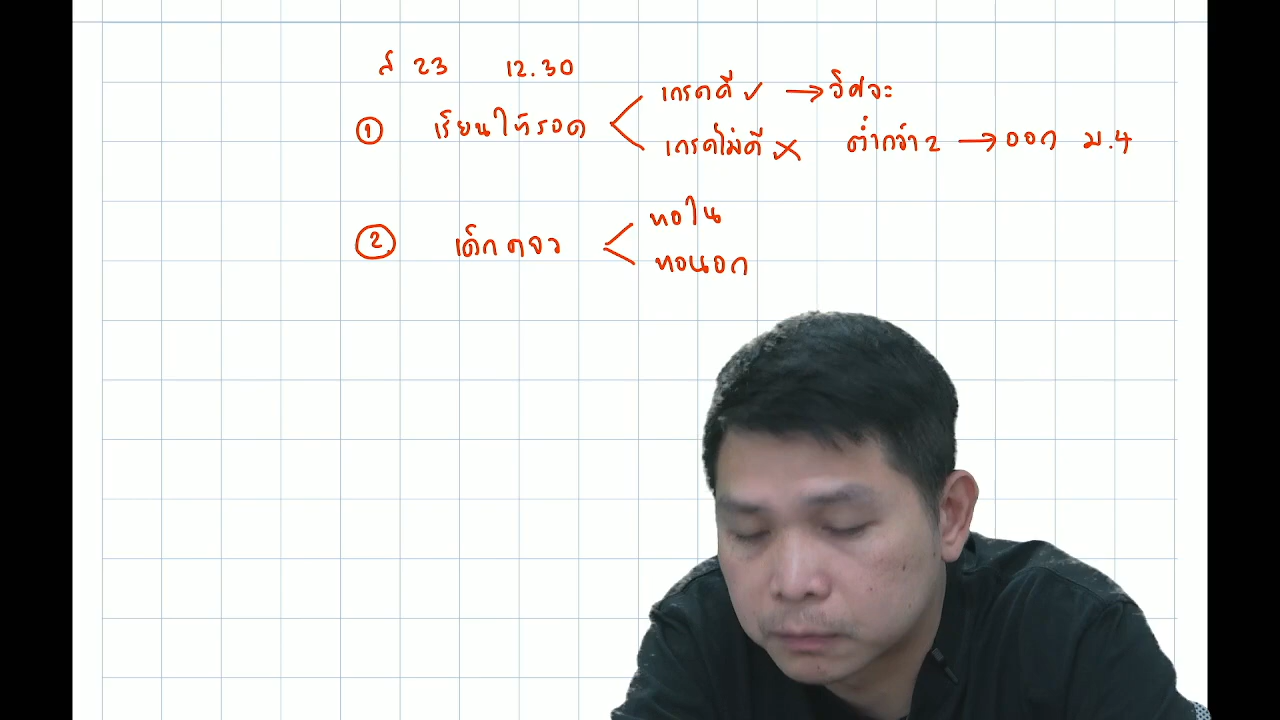 ส 23 12.30
① เรียนให้รอด เกรดดี ✓ → วิศวะ
เกรดไม่ดี ✗ ต่ำกว่า 2 → ออก ม.4
② เด็ก ตจว หอใน
หอนอก